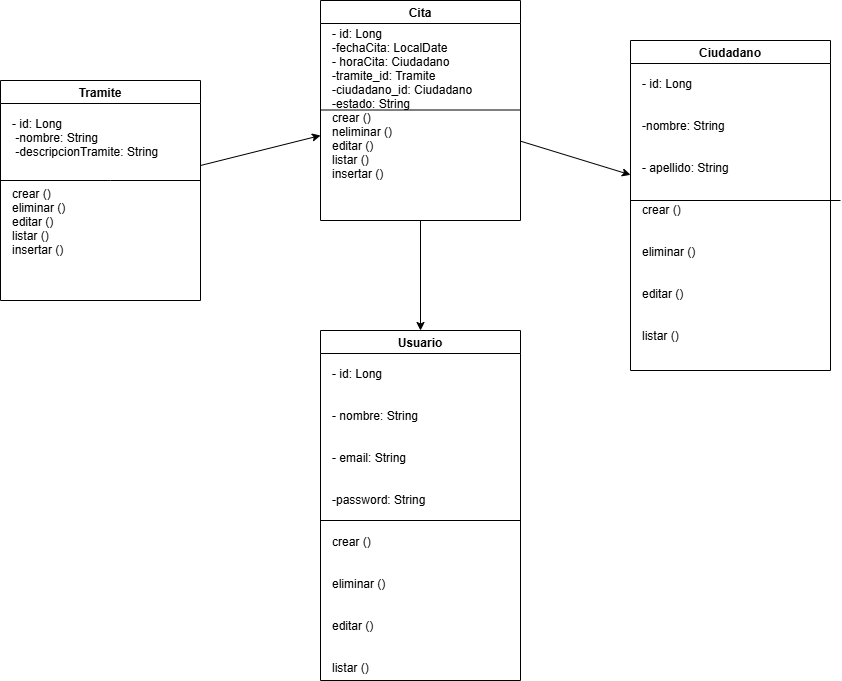 Cita
- id: Long
-fechaCita: LocalDate
- horaCita: Ciudadano
-tramite_id: Tramite
-ciudadano_id: Ciudadano
-estado: String
crear ()
neliminar ()
editar ()
listar ()
insertar ()
Ciudadano
- id: Long
-nombre: String
- apellido: String
crear ()
eliminar ()
editar ()
listar ()
Tramite
- id: Long
-nombre: String
-descripcionTramite: String
crear ()
eliminar ()
editar ()
listar ()
insertar ()
Usuario
- id: Long
- nombre: String
- email: String
-password: String
crear ()
eliminar ()
editar ()
listar ()